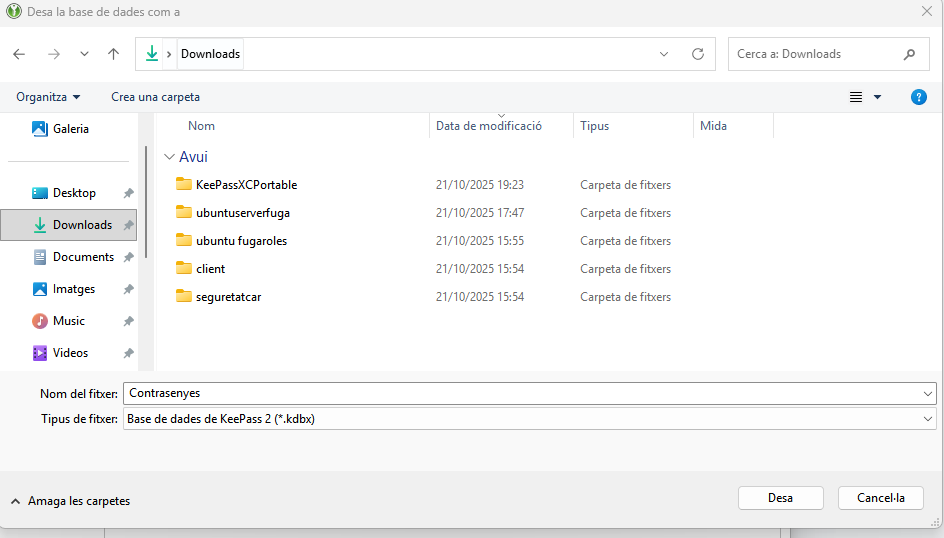 Desa la base de dades com a
Downloads
Cerca a: Downloads
Organitza
Crea una carpeta
?
Galeria
Desktop
Downloads
Documents
Imatges
Music
Videos
Nom Data de modificació Tipus Mida
Avui
KeePassXCPortable 21/10/2025 19:23 Carpeta de fitxers
ubuntuserverfuga 21/10/2025 17:47 Carpeta de fitxers
ubuntu fugaroles 21/10/2025 15:55 Carpeta de fitxers
client 21/10/2025 15:54 Carpeta de fitxers
seguretatcar 21/10/2025 15:54 Carpeta de fitxers
Nom del fitxer: Contrasenyes
Tipus de fitxer: Base de dades de KeePass 2 (*.kdbx)
Amaga les carpetes
Desa
Cancel·la